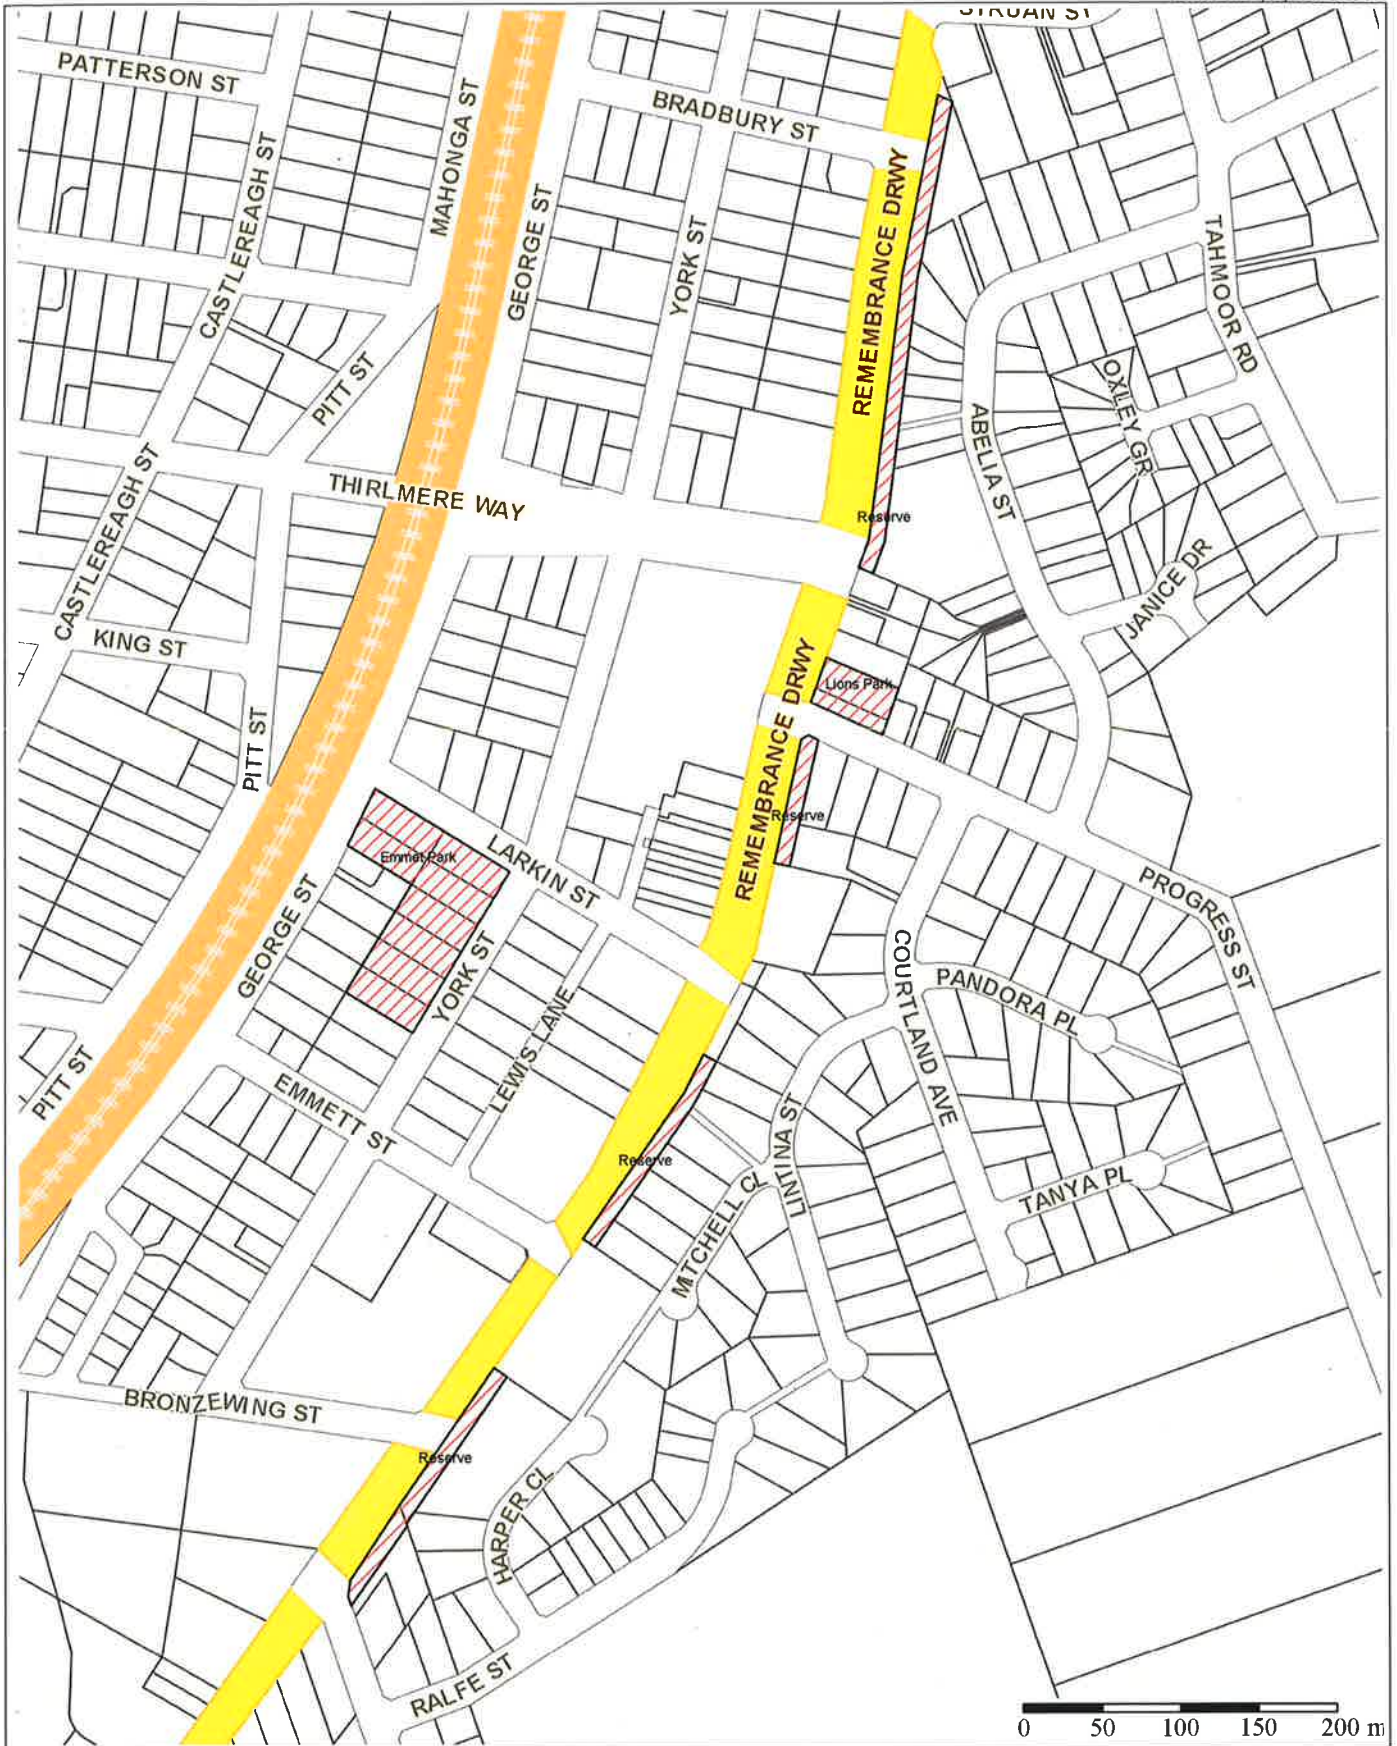 STRUAN ST
PATTERSON ST
BRADBURY ST
MAHONGA ST
CASTLEREAGH ST
GEORGE ST
YORK ST
REMEMBRANCE DRWY
TAHMOOR RD
PITT ST
OXLEY GR
ABELIA ST
THIRLMERE WAY
CASTLEREAGH ST
Reserve
JANICE DR
KING ST
REMEMBRANCE DRWY
Lions Park
PITT ST
Reserve
Emmet Park
LARKIN ST
PROGRESS ST
GEORGE ST
YORK ST
COURTLAND AVE
PANDORA PL
LEWIS LANE
PITT ST
EMMETT ST
Reserve
LINTINA ST
MITCHELL CL
TANYA PL
BRONZEWING ST
Reserve
HARPER CL
RALFE ST
0 50 100 150 200 m